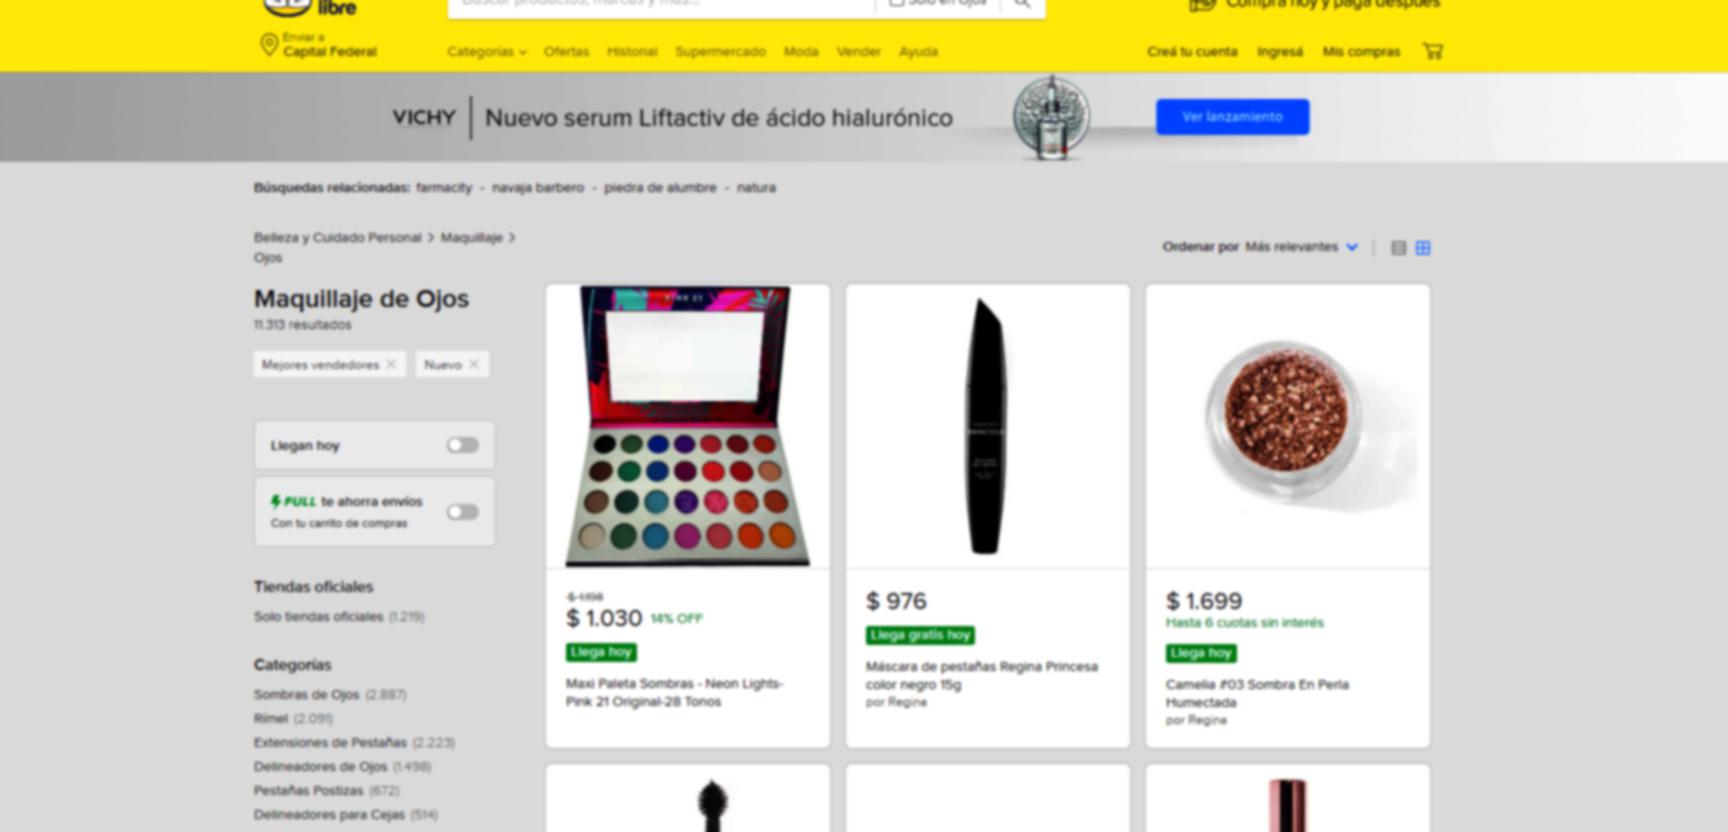 libre
Buscar productos, marcas y más...
Solo en Ojos
Compra hoy y paga después
Enviar a
Capital Federal
Categorías
Ofertas
Historial
Supermercado
Moda
Vender
Ayuda
Creá tu cuenta
Ingresá
Mis compras
VICHY
Nuevo serum Liftactiv de ácido hialurónico
Ver lanzamiento
Búsquedas relacionadas: farmacity - navaja barbero - piedra de alumbre - natura
Belleza y Cuidado Personal > Maquillaje >
Ojos
Ordenar por Más relevantes
Maquillaje de Ojos
11.313 resultados
Mejores vendedores
Nuevo
Llegan hoy
FULL te ahorra envíos
Con tu carrito de compras
Tiendas oficiales
Solo tiendas oficiales (1.219)
Categorías
Sombras de Ojos (2.887)
Rímel (2.091)
Extensiones de Pestañas (2.223)
Delineadores de Ojos (1.498)
Pestañas Postizas (672)
Delineadores para Cejas (514)
PINK 21
$ 1.198
$ 1.030 14% OFF
Llega hoy
Maxi Paleta Sombras - Neon Lights-
Pink 21 Original-28 Tonos
$ 976
Llega gratis hoy
Máscara de pestañas Regina Princesa
color negro 15g
por Regina
$ 1.699
Hasta 6 cuotas sin interés
Llega hoy
Camelia #03 Sombra En Perla
Humectada
por Regina